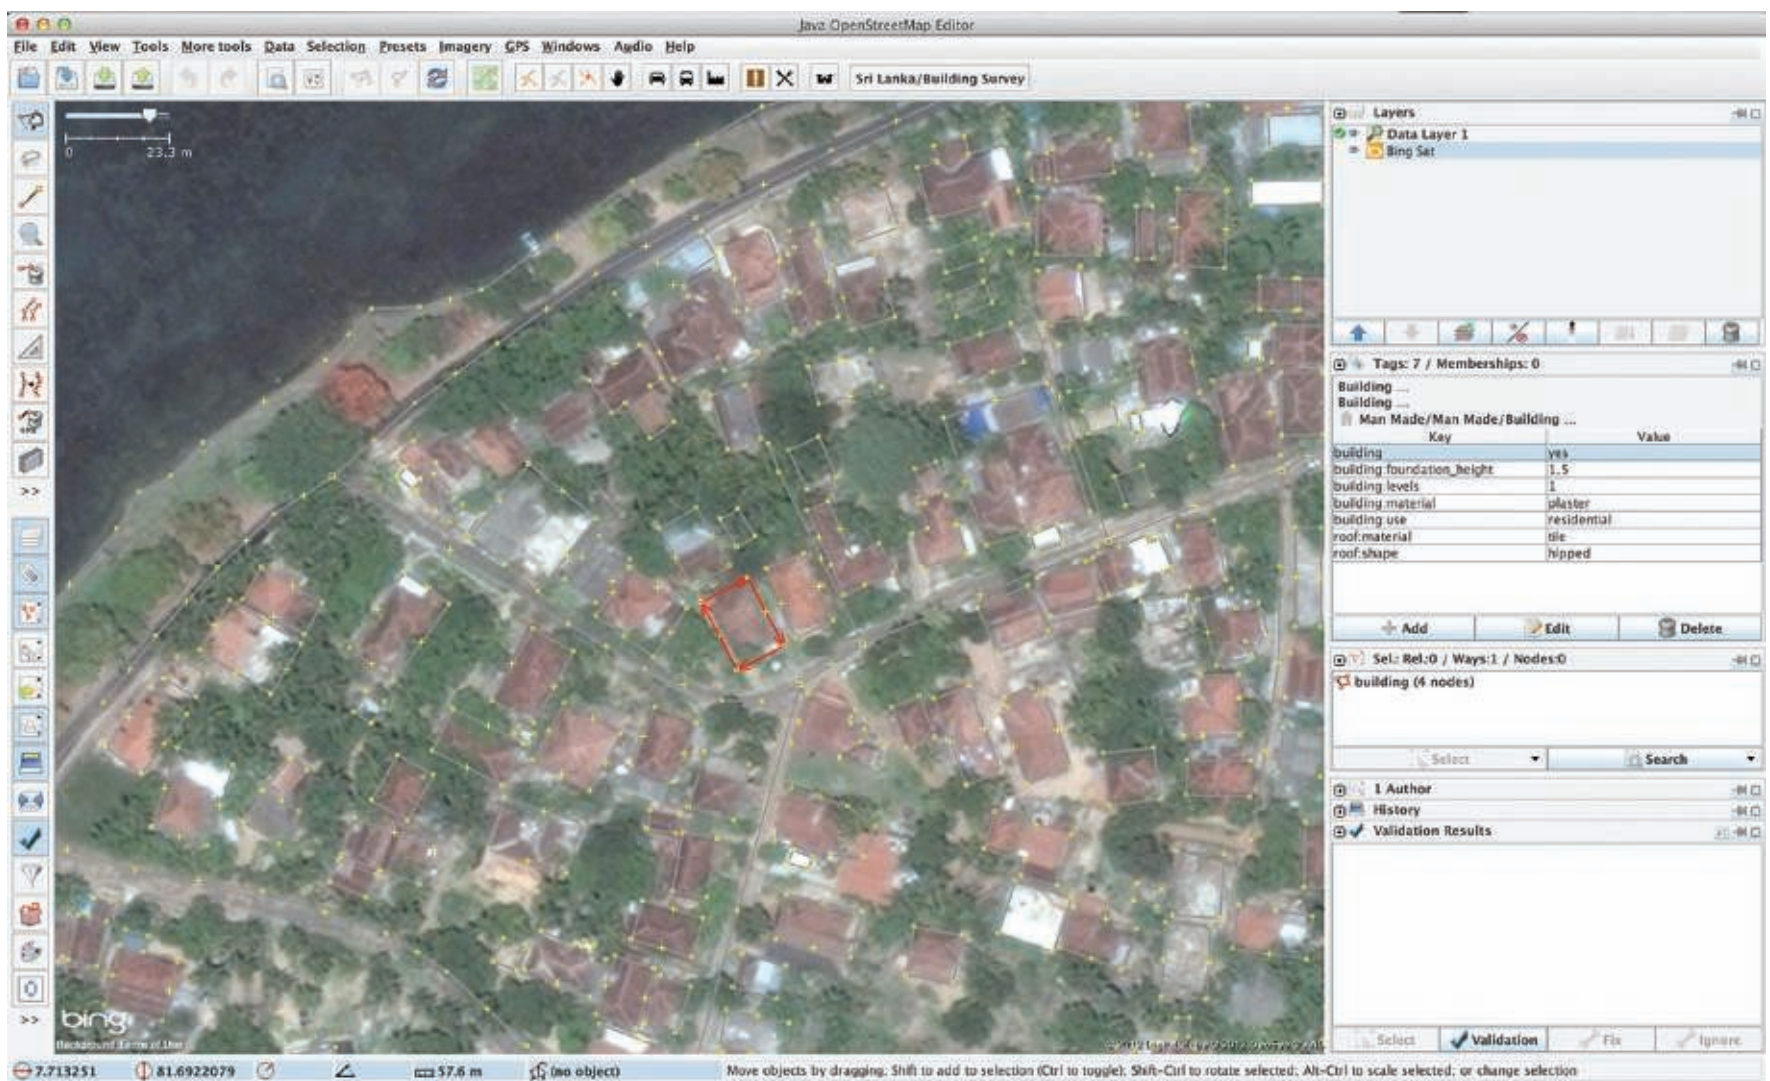 Java OpenStreetMap Editor
File Edit View Tools More tools Data Selection Presets Imagery GPS Windows Audio Help
Sri Lanka/Building Survey
0 23.3 m
Layers
Data Layer 1
Bing Sat
Tags: 7 / Memberships: 0
Building ...
Building ...
Man Made/Man Made/Building ...
Key Value
building yes
building:foundation_height 1.5
building:levels 1
building:material plaster
building:use residential
roof:material tile
roof:shape hipped
Add Edit Delete
Sel.: Rel.:0 / Ways:1 / Nodes:0
building (4 nodes)
Select Search
1 Author
History
Validation Results
>>
>>
bing
Background Terms of Use
Select Validation Fix Ignore
7.713251 81.6922079 57.6 m (no object) Move objects by dragging; Shift to add to selection (Ctrl to toggle); Shift-Ctrl to rotate selected; Alt-Ctrl to scale selected; or change selection